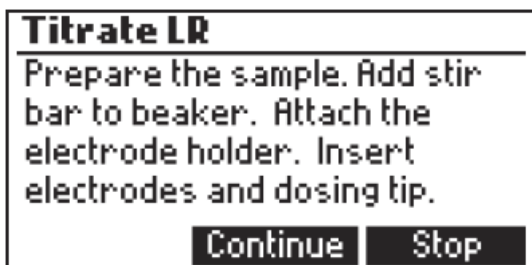 Titrate LR
Prepare the sample. Add stir
bar to beaker. Attach the
electrode holder. Insert
electrodes and dosing tip.
Continue Stop